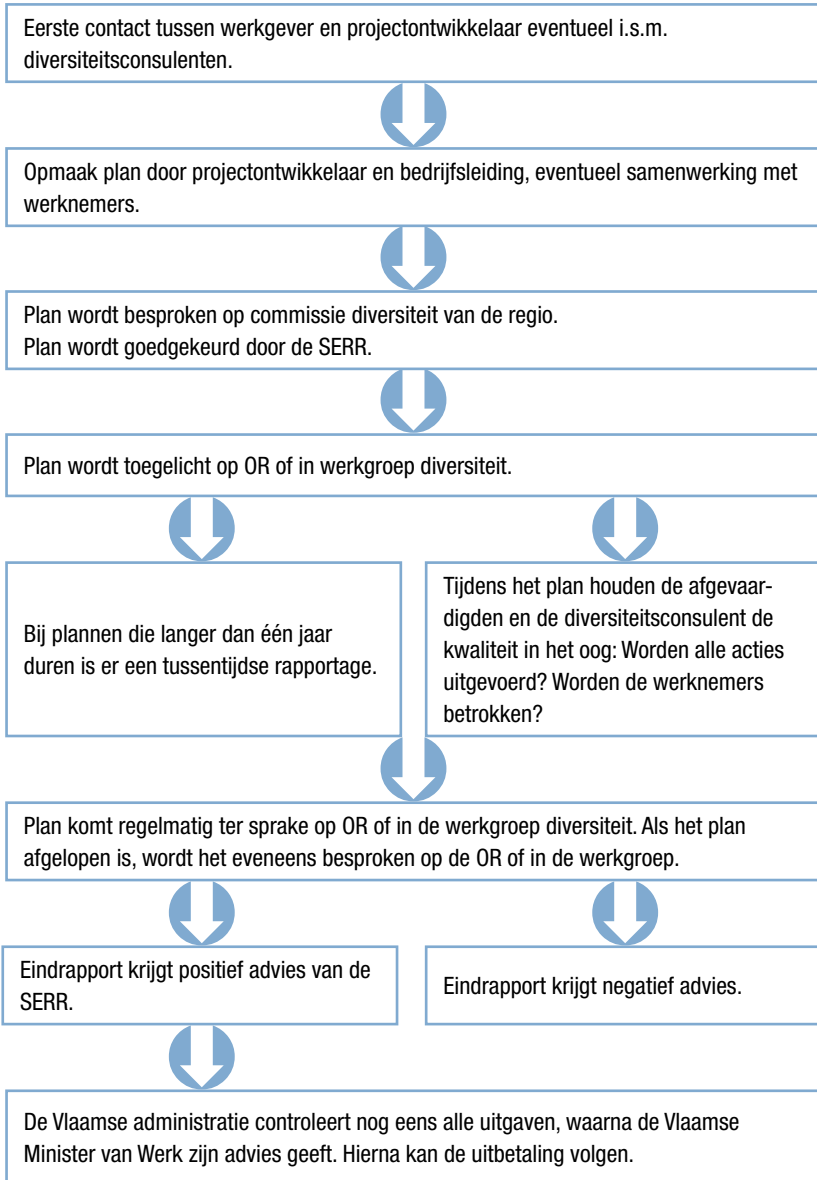 Eerste contact tussen werkgever en projectontwikkelaar eventueel i.s.m.
diversiteitsconsulenten.
Opmaak plan door projectontwikkelaar en bedrijfsleiding, eventueel samenwerking met
werknemers.
Plan wordt besproken op commissie diversiteit van de regio.
Plan wordt goedgekeurd door de SERR.
Plan wordt toegelicht op OR of in werkgroep diversiteit.
Bij plannen die langer dan één jaar
duren is er een tussentijdse rapportage.
Tijdens het plan houden de afgevaar-
digden en de diversiteitsconsulent de
kwaliteit in het oog: Worden alle acties
uitgevoerd? Worden de werknemers
betrokken?
Plan komt regelmatig ter sprake op OR of in de werkgroep diversiteit. Als het plan
afgelopen is, wordt het eveneens besproken op de OR of in de werkgroep.
Eindrapport krijgt positief advies van de
SERR.
Eindrapport krijgt negatief advies.
De Vlaamse administratie controleert nog eens alle uitgaven, waarna de Vlaamse
Minister van Werk zijn advies geeft. Hierna kan de uitbetaling volgen.